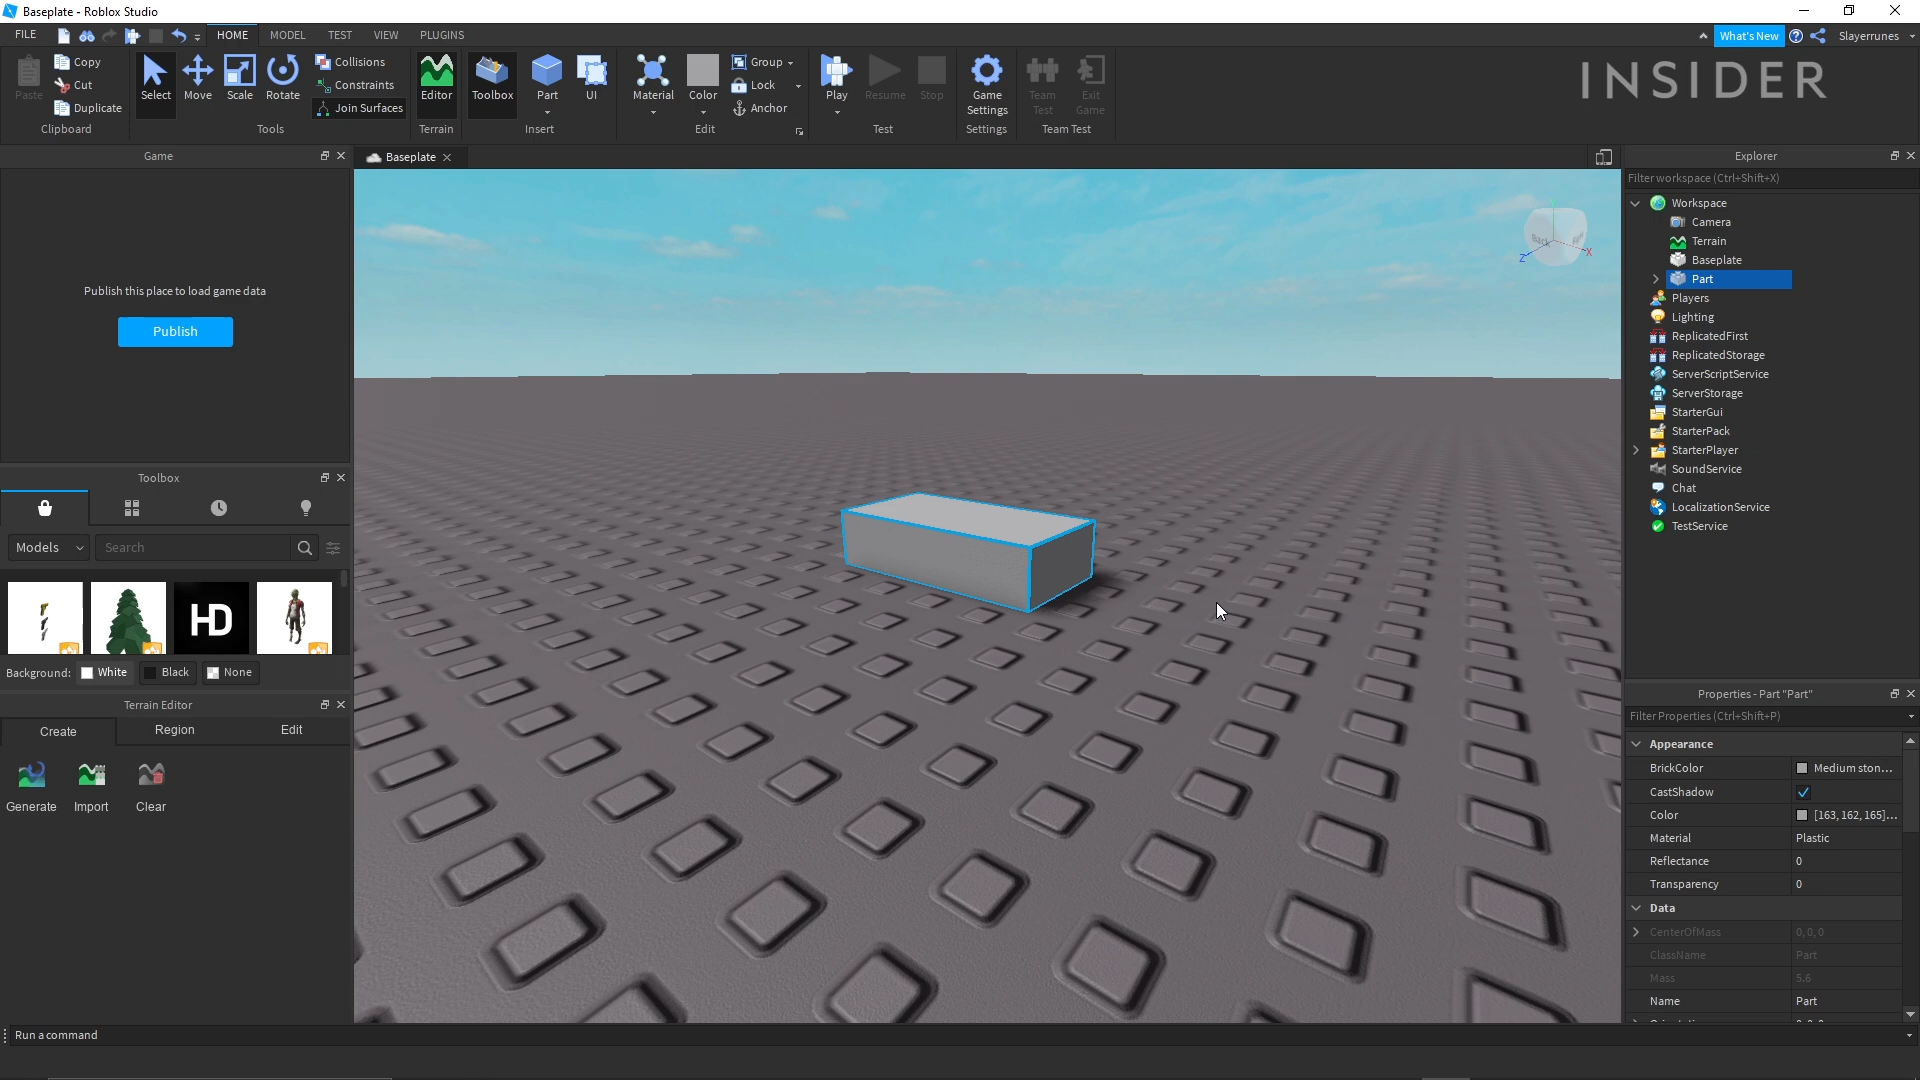 Baseplate - Roblox Studio
FILE HOME MODEL TEST VIEW PLUGINS What's New Slayerrunes
Paste Copy Cut Duplicate Clipboard
Select Move Scale Rotate Collisions Constraints Join Surfaces Tools
Editor Terrain
Toolbox Part UI Insert
Material Color Group Lock Anchor Edit
Play Resume Stop Test
Game Settings Settings
Team Test Exit Game Team Test
INSIDER
Game
Publish this place to load game data
Publish
Toolbox
Models Search
HD
Background: White Black None
Terrain Editor
Create Region Edit
Generate Import Clear
Baseplate
Back
Z X
Explorer
Filter workspace (Ctrl+Shift+X)
Workspace
Camera
Terrain
Baseplate
Part
Players
Lighting
ReplicatedFirst
ReplicatedStorage
ServerScriptService
ServerStorage
StarterGui
StarterPack
StarterPlayer
SoundService
Chat
LocalizationService
TestService
Properties - Part "Part"
Filter Properties (Ctrl+Shift+P)
Appearance
BrickColor Medium ston...
CastShadow
Color [163, 162, 165]...
Material Plastic
Reflectance 0
Transparency 0
Data
CenterOfMass 0, 0, 0
ClassName Part
Mass 5.6
Name Part
Run a command